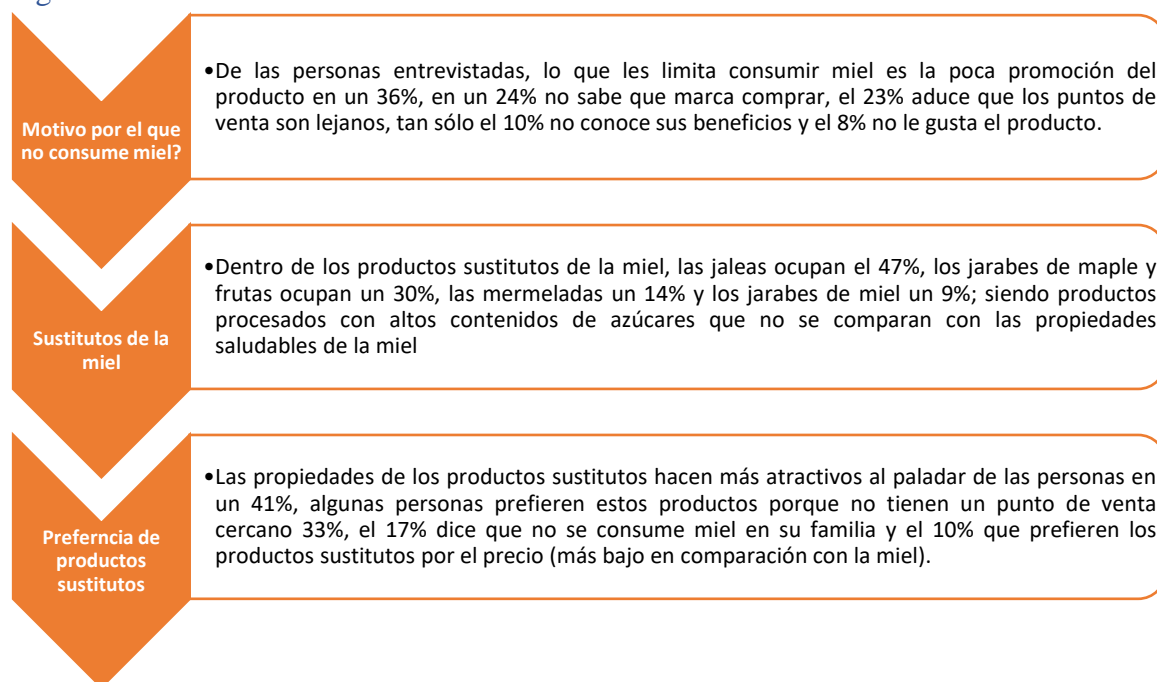 Motivo por el que
no consume miel?
•De las personas entrevistadas, lo que les limita consumir miel es la poca promoción del
producto en un 36%, en un 24% no sabe que marca comprar, el 23% aduce que los puntos de
venta son lejanos, tan sólo el 10% no conoce sus beneficios y el 8% no le gusta el producto.
Sustitutos de la
miel
•Dentro de los productos sustitutos de la miel, las jaleas ocupan el 47%, los jarabes de maple y
frutas ocupan un 30%, las mermeladas un 14% y los jarabes de miel un 9%; siendo productos
procesados con altos contenidos de azúcares que no se comparan con las propiedades
saludables de la miel
Preferncia de
productos
sustitutos
•Las propiedades de los productos sustitutos hacen más atractivos al paladar de las personas en
un 41%, algunas personas prefieren estos productos porque no tienen un punto de venta
cercano 33%, el 17% dice que no se consume miel en su familia y el 10% que prefieren los
productos sustitutos por el precio (más bajo en comparación con la miel).